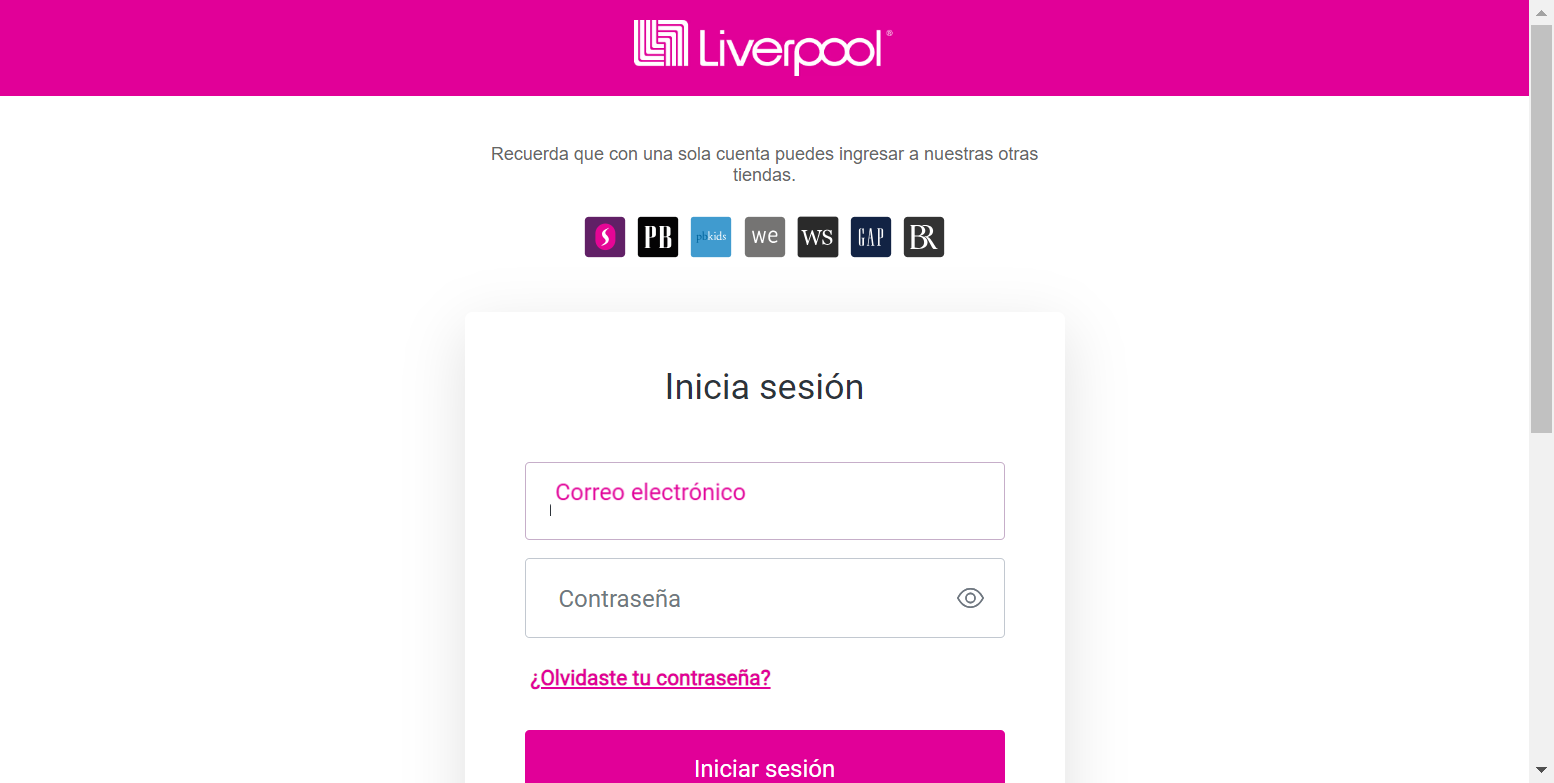 Liverpool®
Recuerda que con una sola cuenta puedes ingresar a nuestras otras
tiendas.
S PB pbkids we WS GAP BR
Inicia sesión
Correo electrónico
Contraseña
¿Olvidaste tu contraseña?
Iniciar sesión